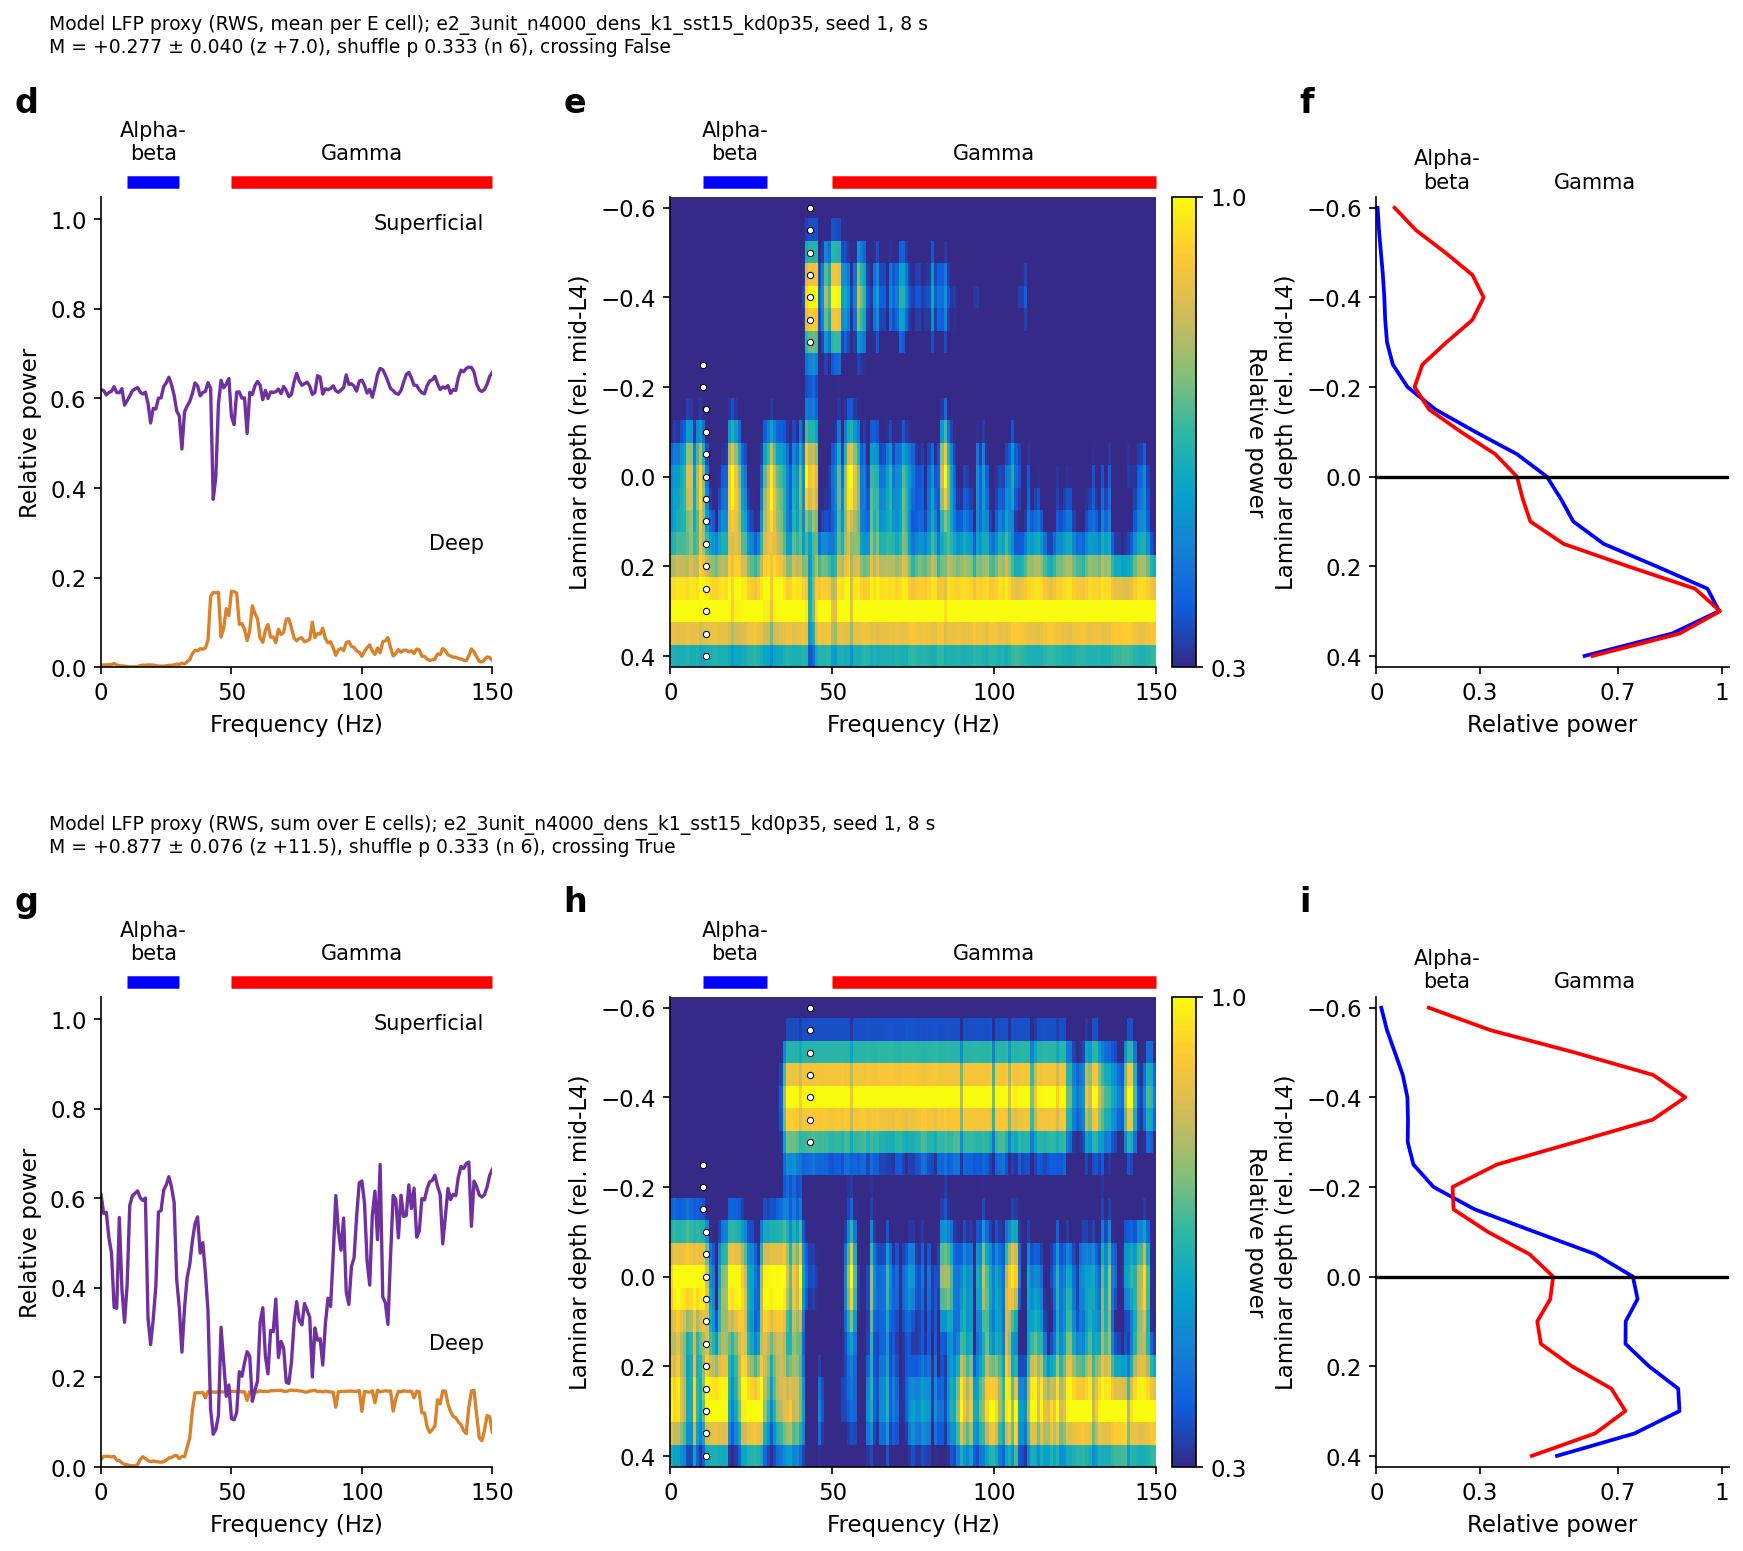 Model LFP proxy (RWS, mean per E cell); e2_3unit_n4000_dens_k1_sst15_kd0p35, seed 1, 8 s
M = +0.277 ± 0.040 (z +7.0), shuffle p 0.333 (n 6), crossing False
d
Alpha-
beta
Gamma
Relative power
1.0
0.8
0.6
0.4
0.2
0.0
Superficial
Deep
0
50
100
150
Frequency (Hz)
e
Alpha-
beta
Gamma
Laminar depth (rel. mid-L4)
−0.6
−0.4
−0.2
0.0
0.2
0.4
0
50
100
150
Frequency (Hz)
1.0
0.3
Relative power
f
Alpha-
beta
Gamma
Laminar depth (rel. mid-L4)
−0.6
−0.4
−0.2
0.0
0.2
0.4
0
0.3
0.7
1
Relative power
Model LFP proxy (RWS, sum over E cells); e2_3unit_n4000_dens_k1_sst15_kd0p35, seed 1, 8 s
M = +0.877 ± 0.076 (z +11.5), shuffle p 0.333 (n 6), crossing True
g
Alpha-
beta
Gamma
Relative power
1.0
0.8
0.6
0.4
0.2
0.0
Superficial
Deep
0
50
100
150
Frequency (Hz)
h
Alpha-
beta
Gamma
Laminar depth (rel. mid-L4)
−0.6
−0.4
−0.2
0.0
0.2
0.4
0
50
100
150
Frequency (Hz)
1.0
0.3
Relative power
i
Alpha-
beta
Gamma
Laminar depth (rel. mid-L4)
−0.6
−0.4
−0.2
0.0
0.2
0.4
0
0.3
0.7
1
Relative power